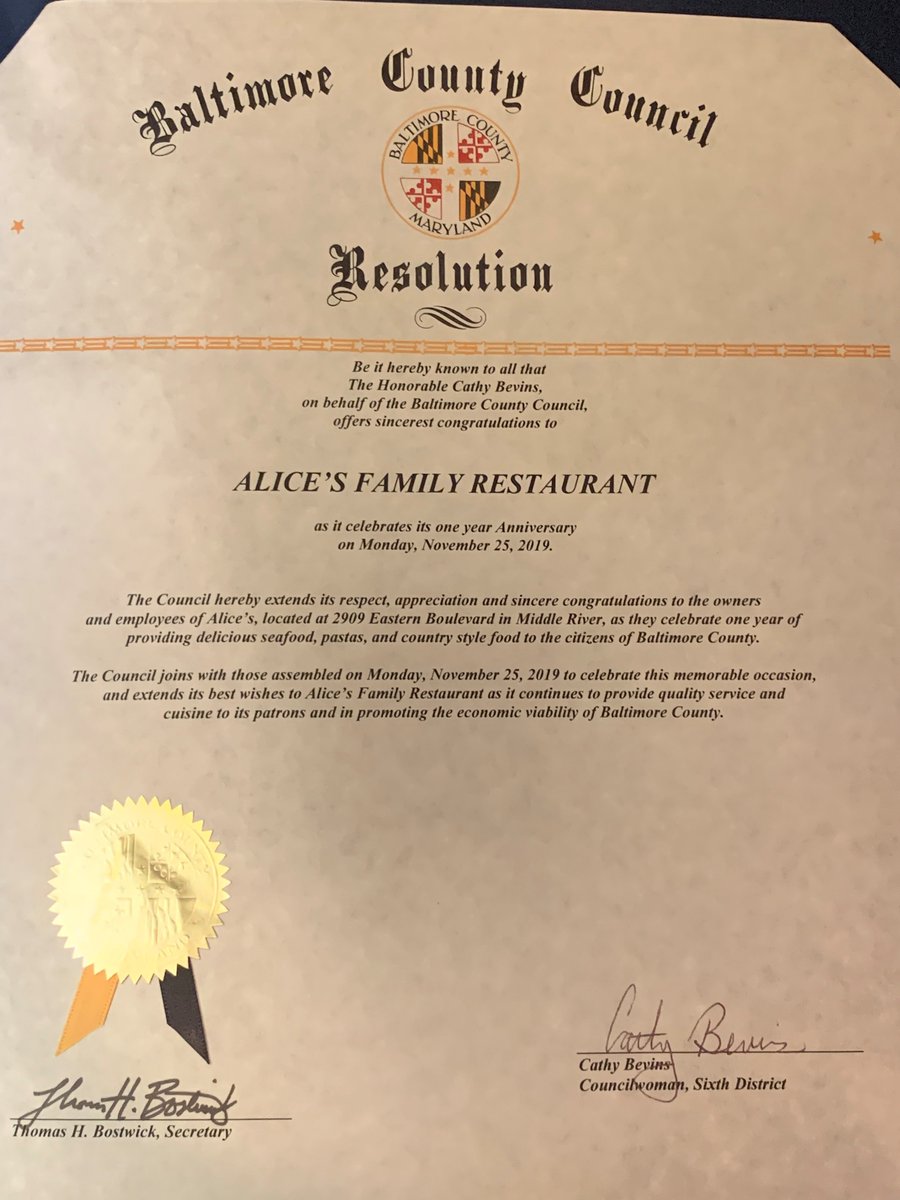 Baltimore County Council
BALTIMORE COUNTY
MARYLAND
Resolution
Be it hereby known to all that
The Honorable Cathy Bevins,
on behalf of the Baltimore County Council,
offers sincerest congratulations to
ALICE'S FAMILY RESTAURANT
as it celebrates its one year Anniversary
on Monday, November 25, 2019.
The Council hereby extends its respect, appreciation and sincere congratulations to the owners
and employees of Alice's, located at 2909 Eastern Boulevard in Middle River, as they celebrate one year of
providing delicious seafood, pastas, and country style food to the citizens of Baltimore County.
The Council joins with those assembled on Monday, November 25, 2019 to celebrate this memorable occasion,
and extends its best wishes to Alice's Family Restaurant as it continues to provide quality service and
cuisine to its patrons and in promoting the economic viability of Baltimore County.
Cathy Bevins
Cathy Bevins
Councilwoman, Sixth District
Thomas H. Bostwick
Thomas H. Bostwick, Secretary